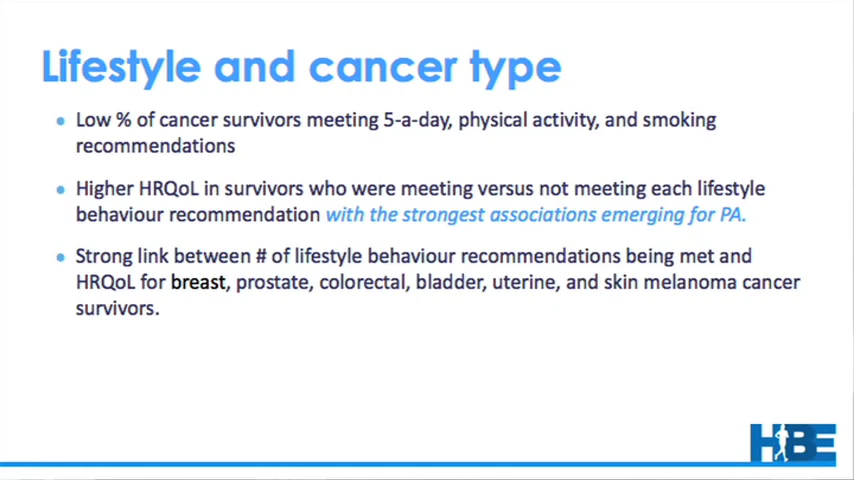 Lifestyle and cancer type
• Low % of cancer survivors meeting 5-a-day, physical activity, and smoking
recommendations
• Higher HRQoL in survivors who were meeting versus not meeting each lifestyle
behaviour recommendation with the strongest associations emerging for PA.
• Strong link between # of lifestyle behaviour recommendations being met and
HRQoL for breast, prostate, colorectal, bladder, uterine, and skin melanoma cancer
survivors.
HBE